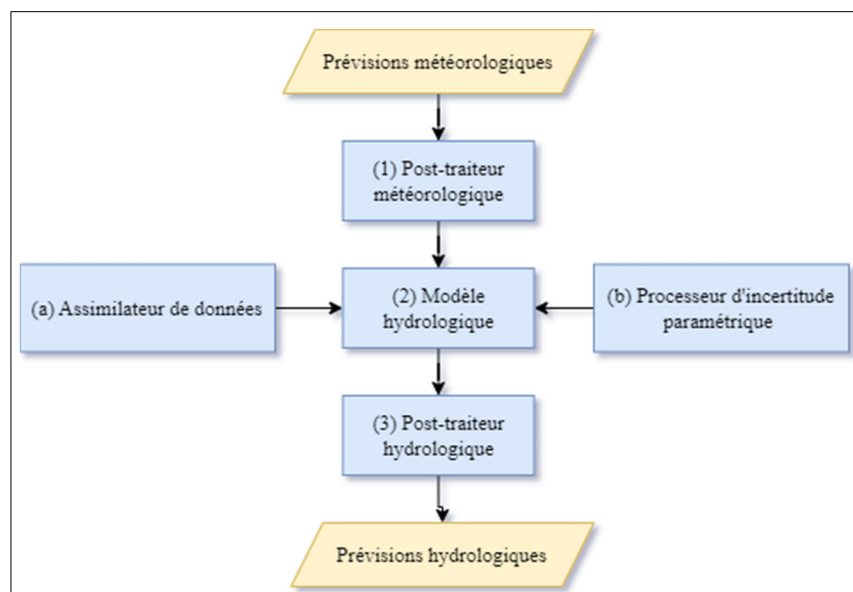 Prévisions météorologiques
(1) Post-traiteur
météorologique
(a) Assimilateur de données
(2) Modèle
hydrologique
(b) Processeur d'incertitude
paramétrique
(3) Post-traiteur
hydrologique
Prévisions hydrologiques